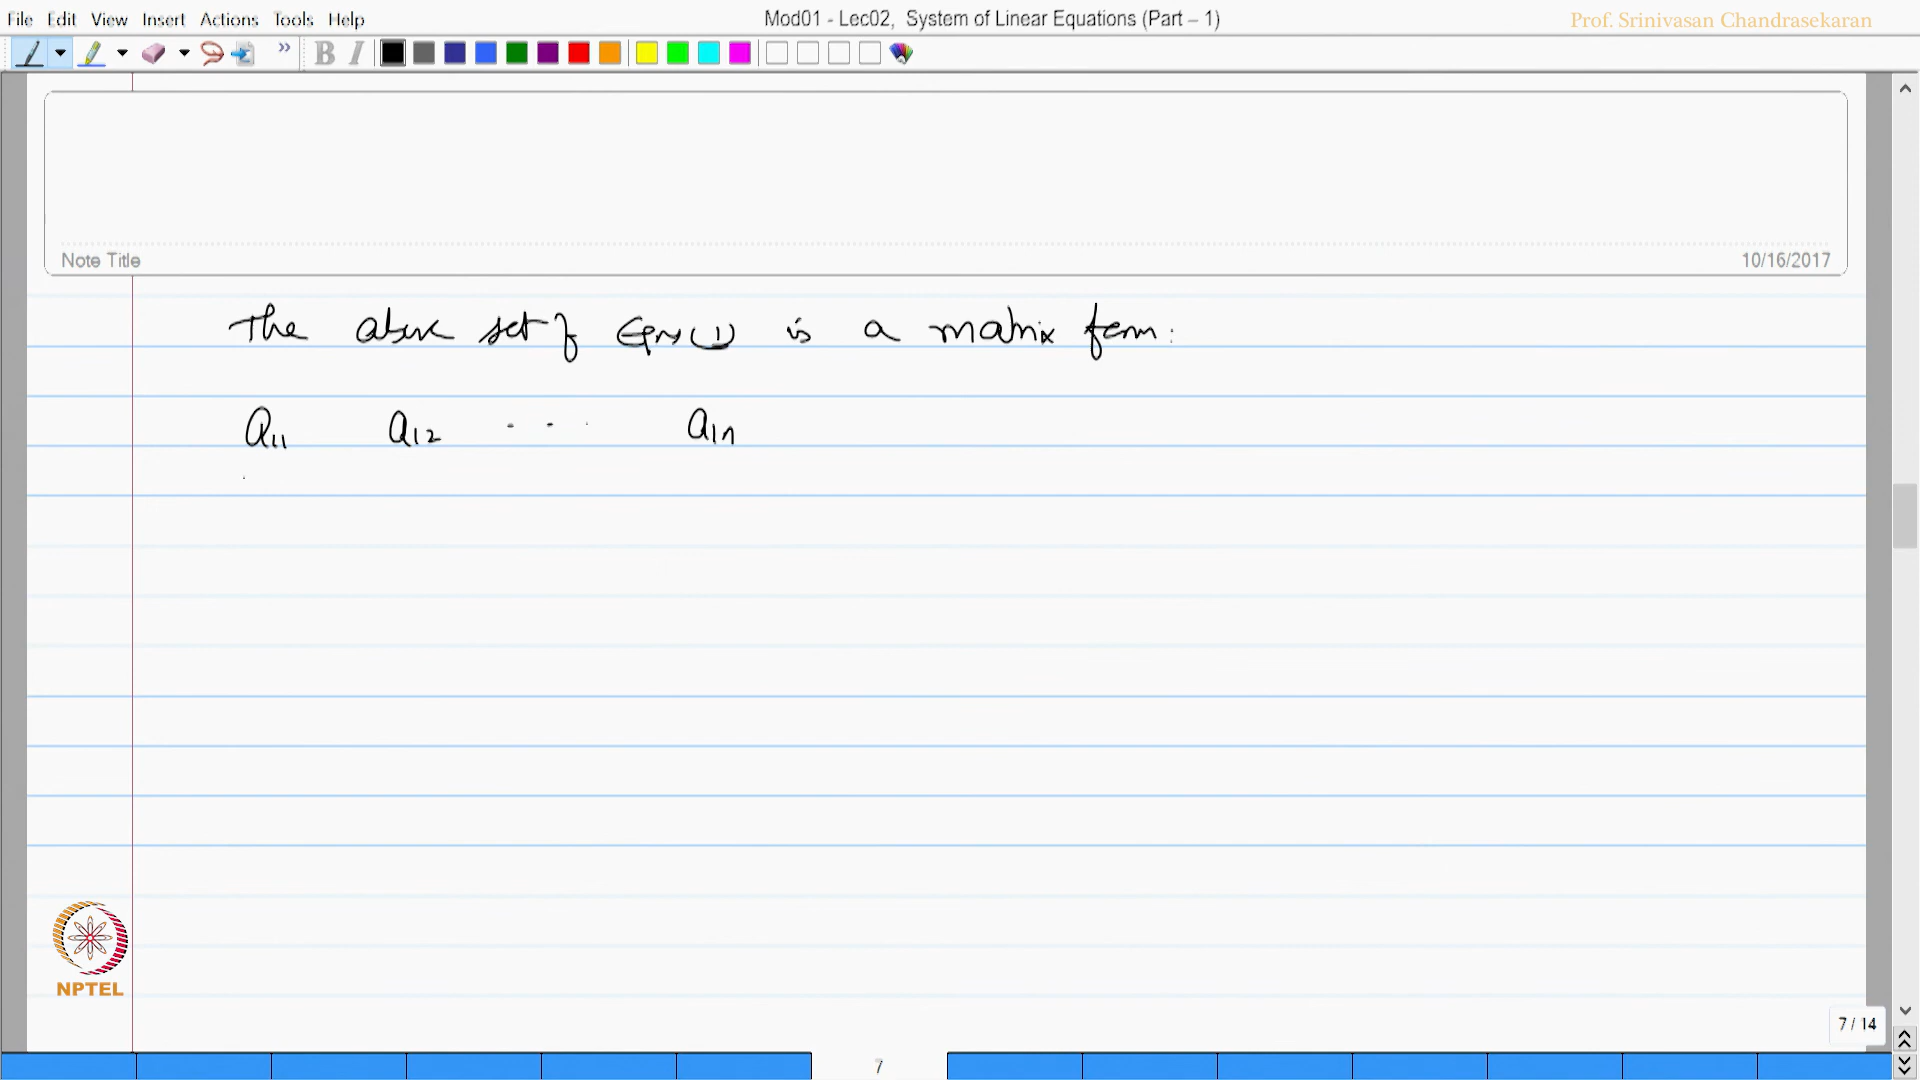 File Edit View Insert Actions Tools Help
Mod01 - Lec02, System of Linear Equations (Part – 1)
Prof. Srinivasan Chandrasekaran
B I
Note Title
10/16/2017
The above set of Eqns (1) is a matrix form:
a₁₁ a₁₂ . . . a₁ₙ
NPTEL
7 / 14
7